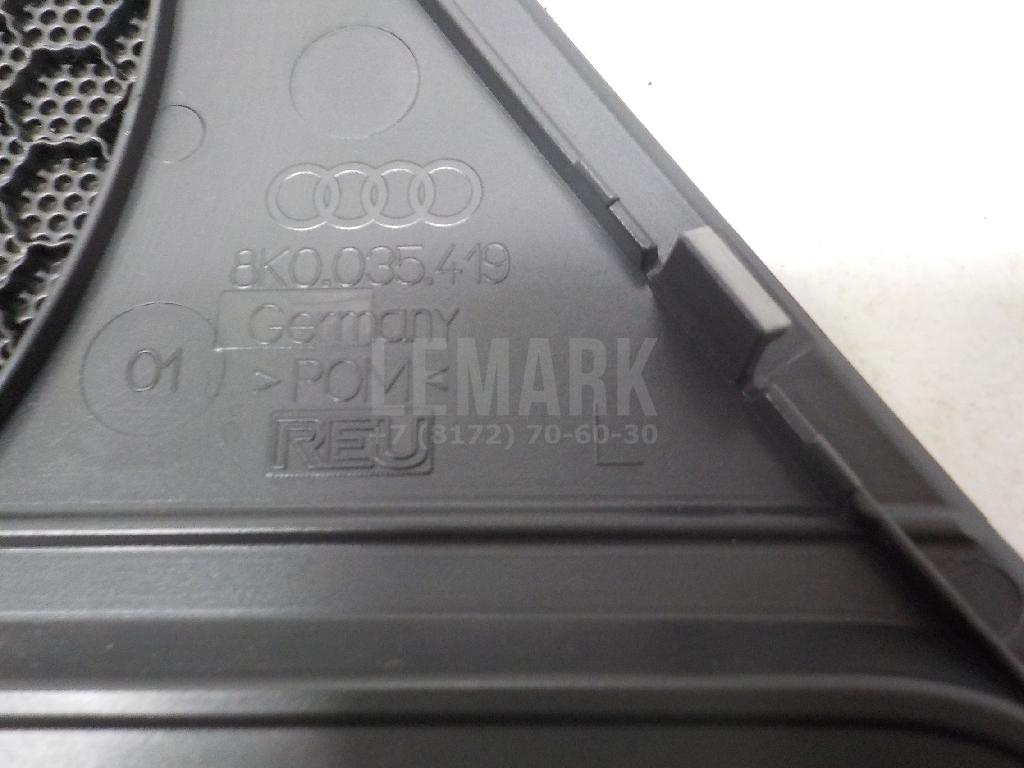 8K0.035.419
Germany
01
>POM<
REU
L
LEMARK
+7 (8172) 70-60-30